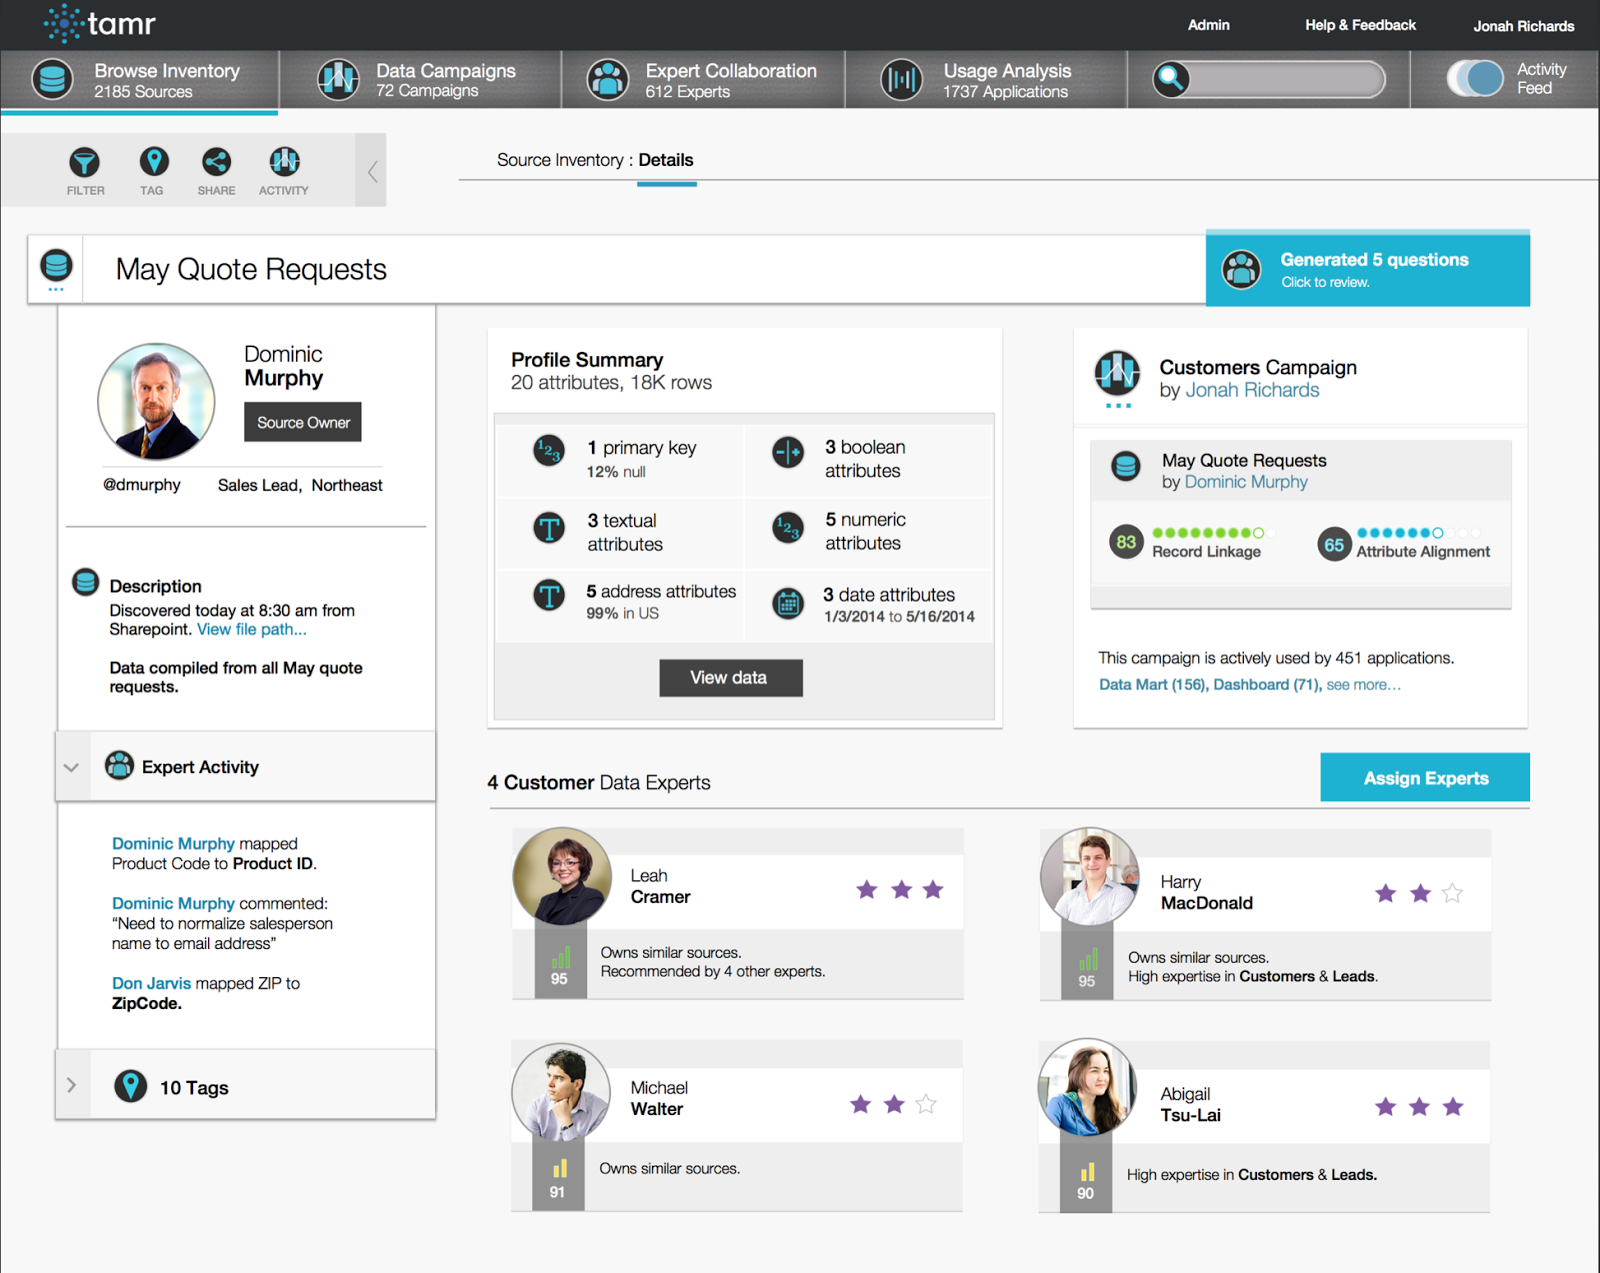 tamr
Admin
Help & Feedback
Jonah Richards
Browse Inventory
2185 Sources
Data Campaigns
72 Campaigns
Expert Collaboration
612 Experts
Usage Analysis
1737 Applications
Activity
Feed
FILTER
TAG
SHARE
ACTIVITY
Source Inventory : Details
May Quote Requests
Generated 5 questions
Click to review.
Dominic
Murphy
Source Owner
@dmurphy
Sales Lead, Northeast
Description
Discovered today at 8:30 am from
Sharepoint. View file path...
Data compiled from all May quote
requests.
Expert Activity
Dominic Murphy mapped
Product Code to Product ID.
Dominic Murphy commented:
“Need to normalize salesperson
name to email address”
Don Jarvis mapped ZIP to
ZipCode.
10 Tags
Profile Summary
20 attributes, 18K rows
123
1 primary key
12% null
3 boolean
attributes
T
3 textual
attributes
123
5 numeric
attributes
T
5 address attributes
99% in US
3 date attributes
1/3/2014 to 5/16/2014
View data
Customers Campaign
by Jonah Richards
May Quote Requests
by Dominic Murphy
83
Record Linkage
65
Attribute Alignment
This campaign is actively used by 451 applications.
Data Mart (156), Dashboard (71), see more...
4 Customer Data Experts
Assign Experts
Leah
Cramer
95
Owns similar sources.
Recommended by 4 other experts.
Harry
MacDonald
95
Owns similar sources.
High expertise in Customers & Leads.
Michael
Walter
91
Owns similar sources.
Abigail
Tsu-Lai
90
High expertise in Customers & Leads.